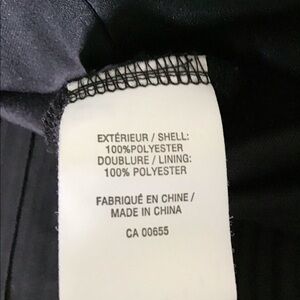 EXTÉRIEUR / SHELL:
100%POLYESTER
DOUBLURE / LINING:
100% POLYESTER
FABRIQUÉ EN CHINE /
MADE IN CHINA
CA 00655